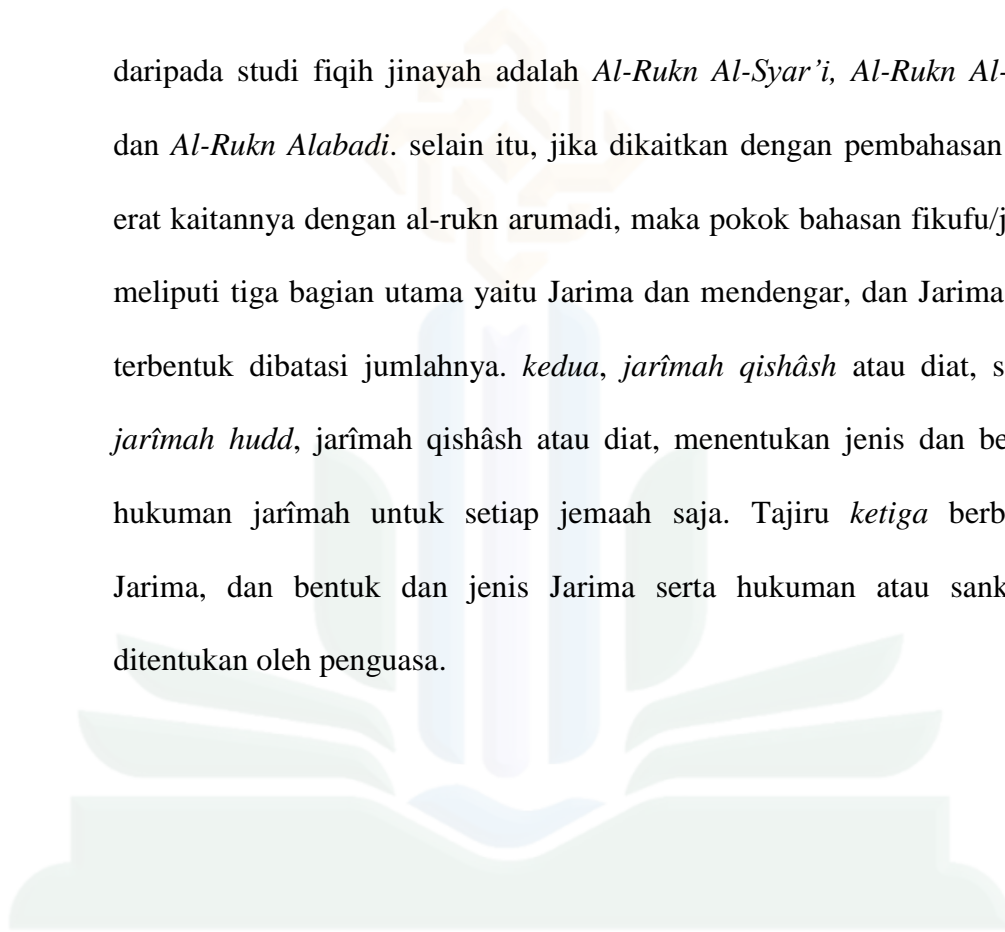 daripada studi fiqih jinayah adalah Al-Rukn Al-Syar’i, Al-Rukn Al-
dan Al-Rukn Alabadi. selain itu, jika dikaitkan dengan pembahasan
erat kaitannya dengan al-rukn arumadi, maka pokok bahasan fikufu/j
meliputi tiga bagian utama yaitu Jarima dan mendengar, dan Jarima
terbentuk dibatasi jumlahnya. kedua, jarîmah qishâsh atau diat, s
jarîmah hudd, jarîmah qishâsh atau diat, menentukan jenis dan be
hukuman jarîmah untuk setiap jemaah saja. Tajiru ketiga berb
Jarima, dan bentuk dan jenis Jarima serta hukuman atau sank
ditentukan oleh penguasa.